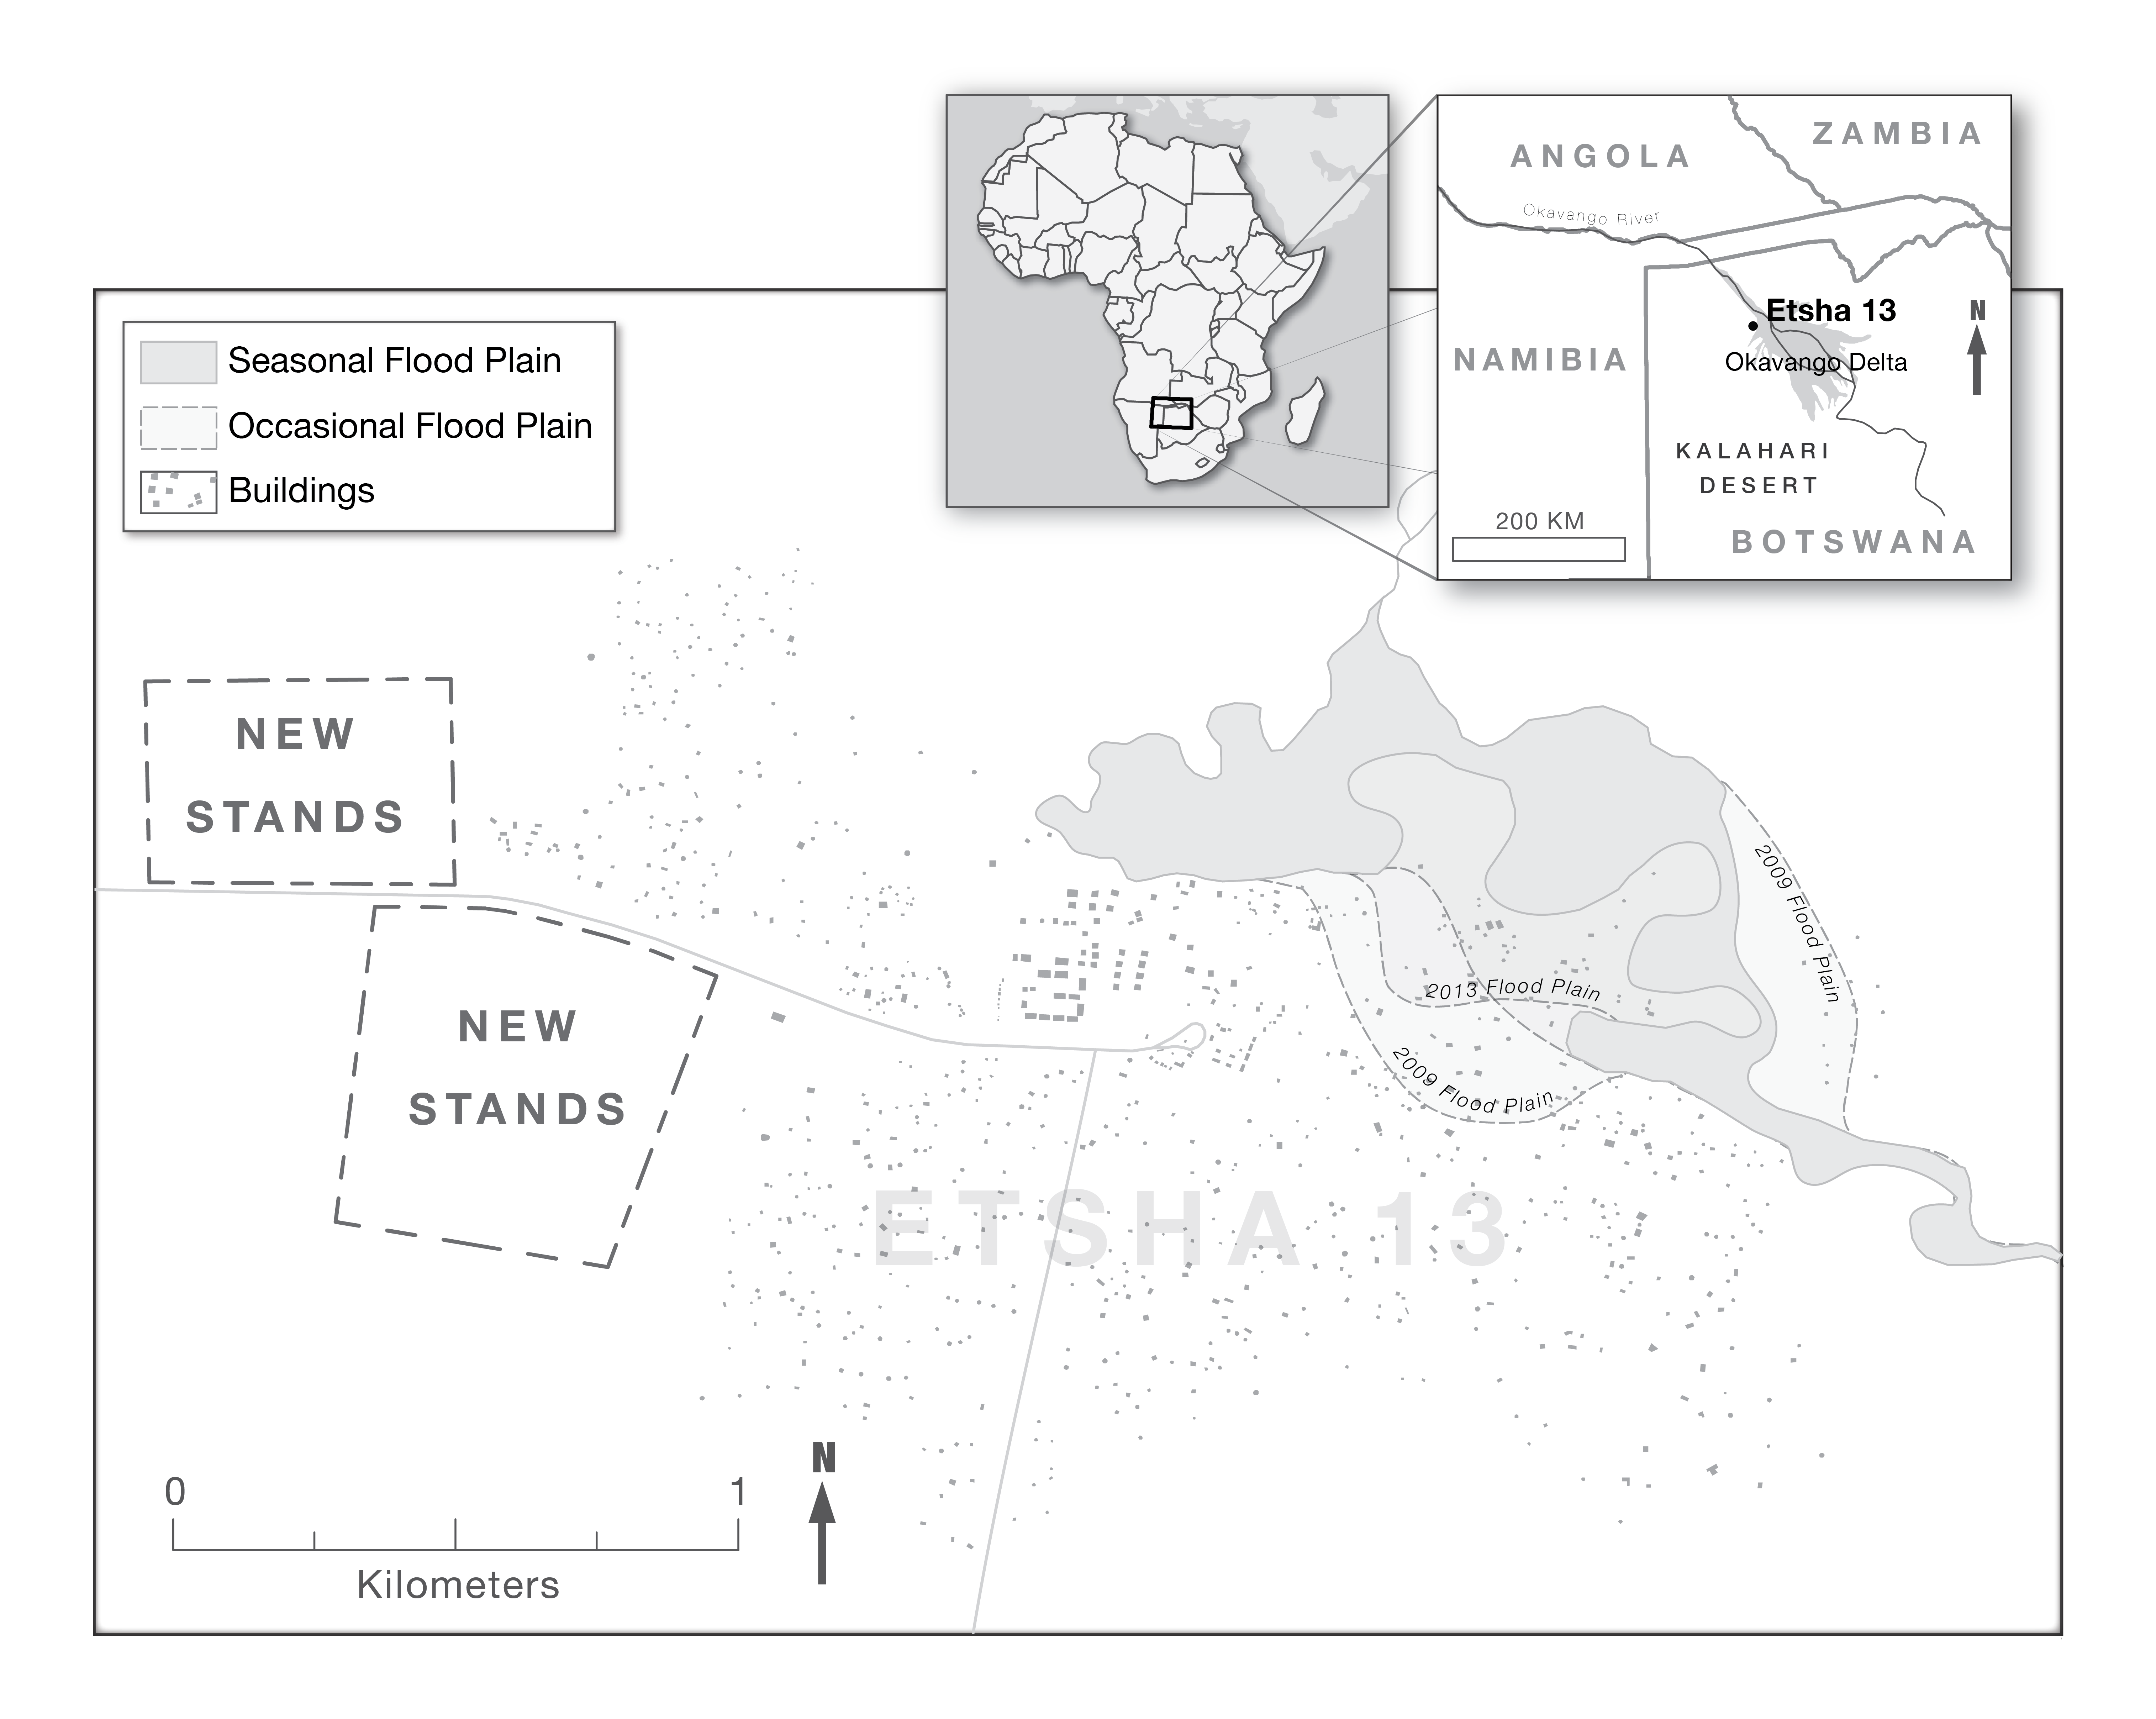 ANGOLA
ZAMBIA
Okavango River
Etsha 13
N
NAMIBIA
Okavango Delta
KALAHARI
DESERT
200 KM
BOTSWANA
Seasonal Flood Plain
Occasional Flood Plain
Buildings
NEW
STANDS
NEW
STANDS
2009 Flood Plain
2013 Flood Plain
2009 Flood Plain
ETSHA 13
N
0 1
Kilometers